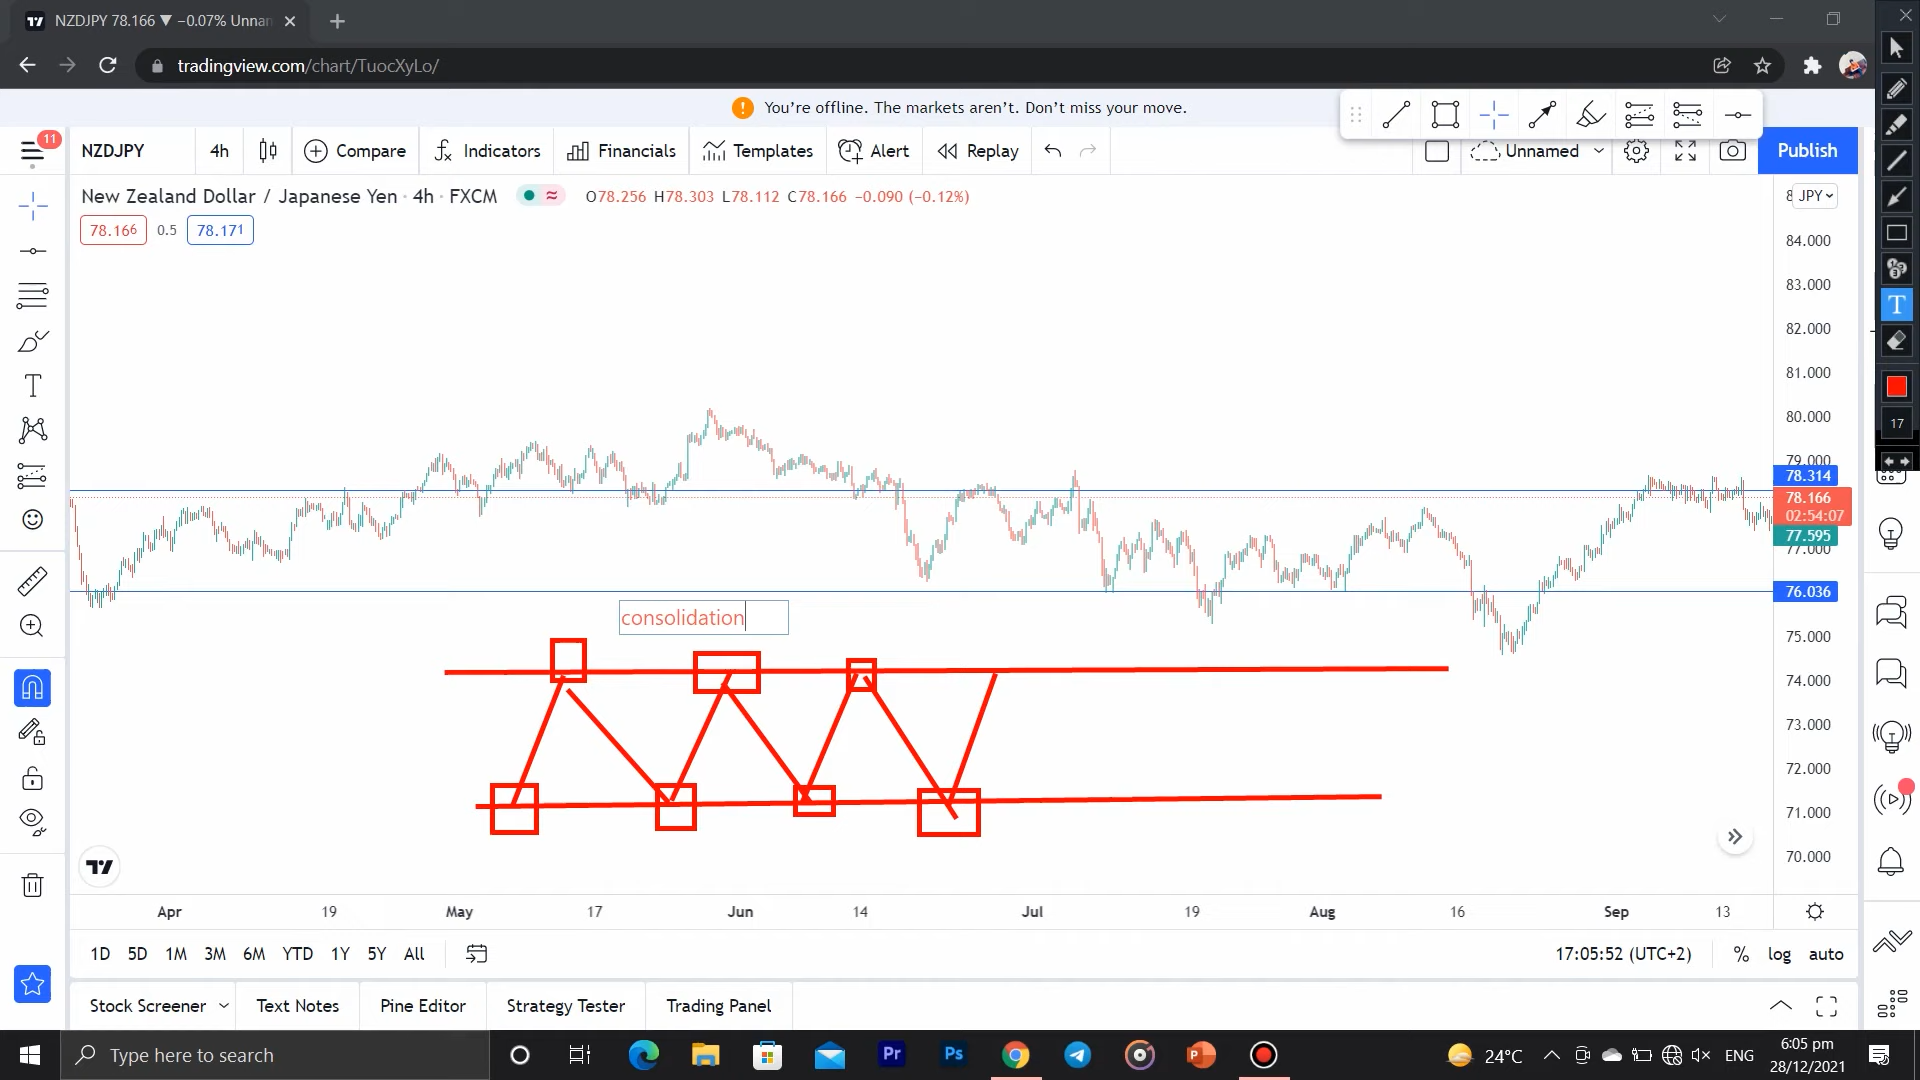 NZDJPY 78.166 ▼ −0.07% Unnan
tradingview.com/chart/TuocXyLo/
You're offline. The markets aren't. Don't miss your move.
11
NZDJPY 4h Compare Indicators Financials Templates Alert Replay Unnamed Publish
New Zealand Dollar / Japanese Yen · 4h · FXCM O78.256 H78.303 L78.112 C78.166 −0.090 (−0.12%)
JPY
78.166 0.5 78.171
84.000
83.000
82.000
81.000
80.000
79.000
78.314
78.166
02:54:07
77.595
77.000
76.036
75.000
74.000
73.000
72.000
71.000
70.000
T
17
consolidation
Apr 19 May 17 Jun 14 Jul 19 Aug 16 Sep 13
1D 5D 1M 3M 6M YTD 1Y 5Y All 17:05:52 (UTC+2) % log auto
Stock Screener Text Notes Pine Editor Strategy Tester Trading Panel
Type here to search Pr Ps 24°C ENG 6:05 pm
28/12/2021